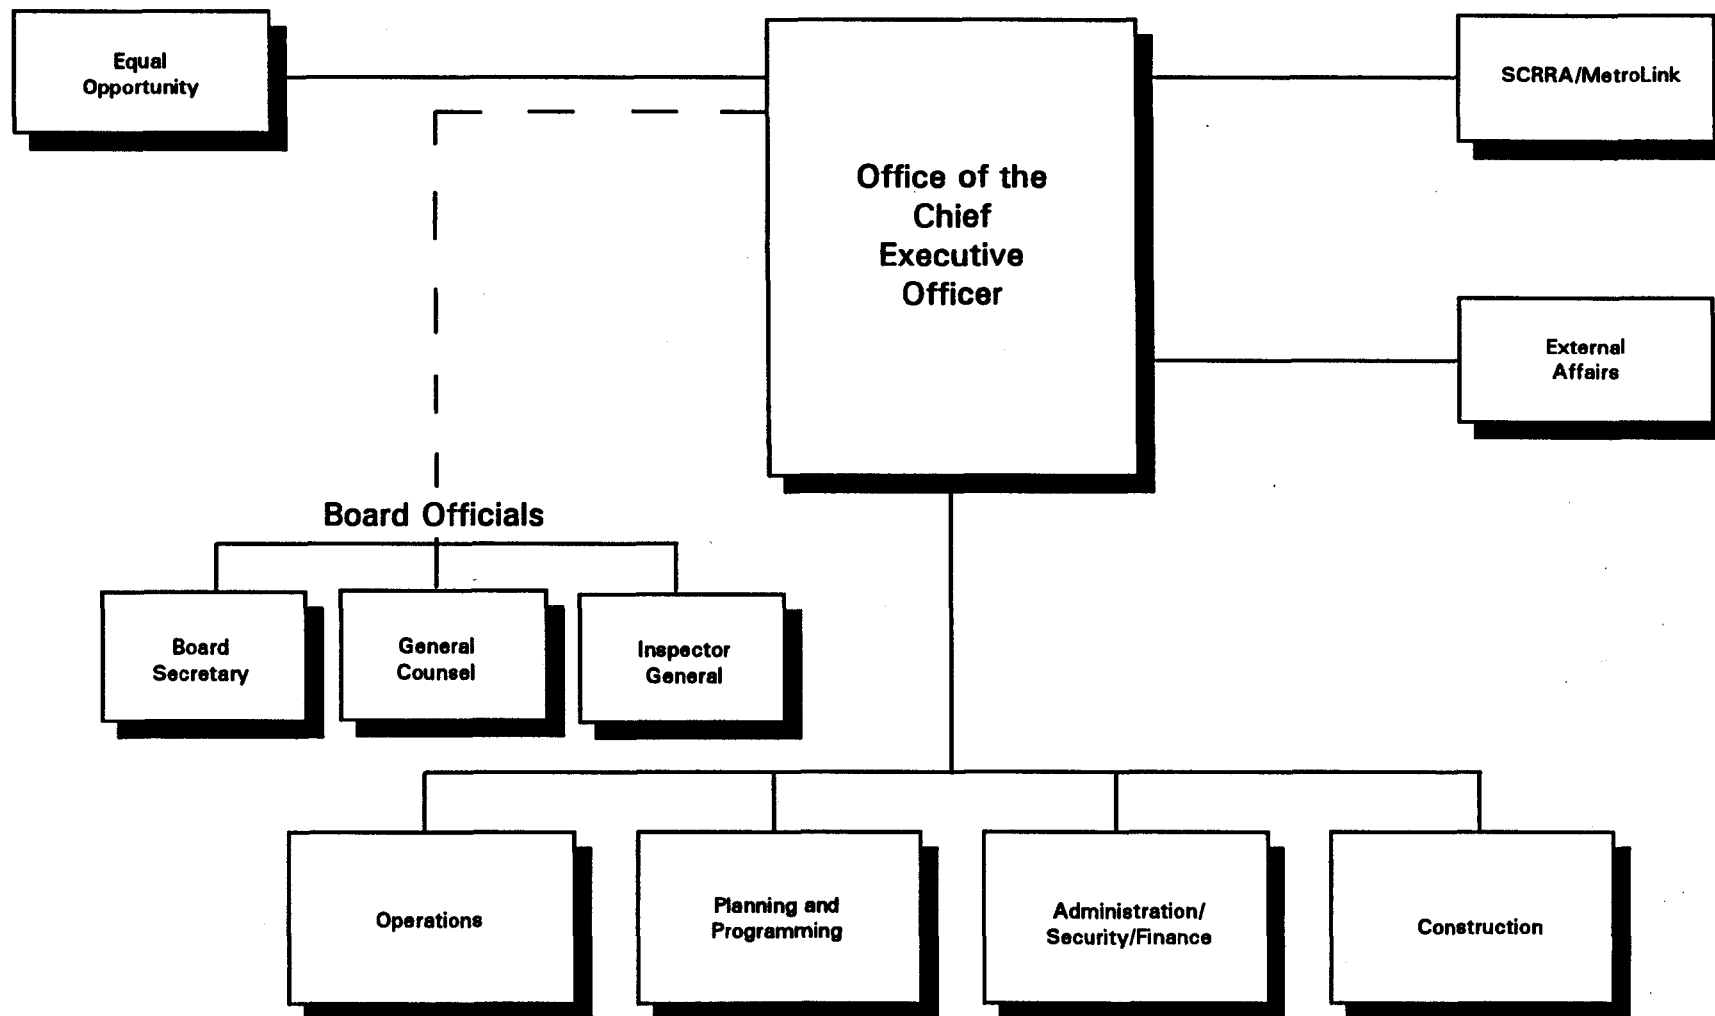 Equal
Opportunity
Office of the
Chief
Executive
Officer
SCRRA/MetroLink
External
Affairs
Board Officials
Board
Secretary
General
Counsel
Inspector
General
Operations
Planning and
Programming
Administration/
Security/Finance
Construction